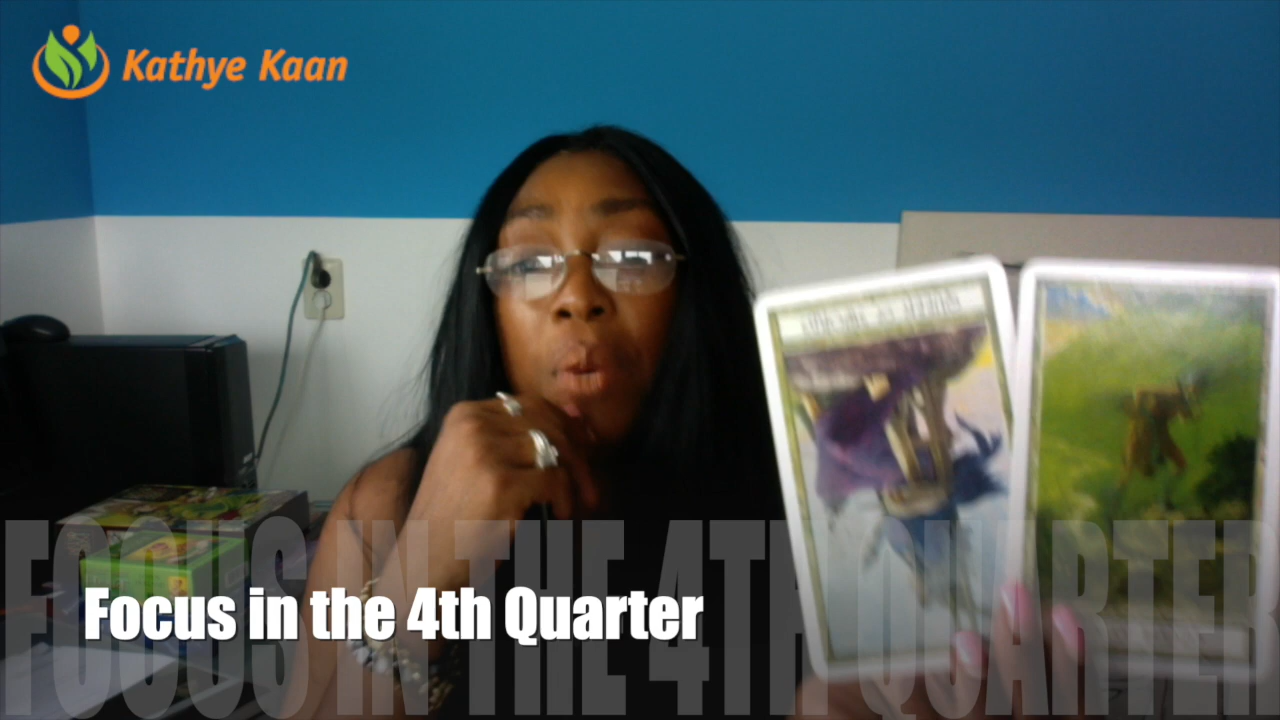 Kathye Kaan
FOCUS IN THE 4TH QUARTER
Focus in the 4th Quarter